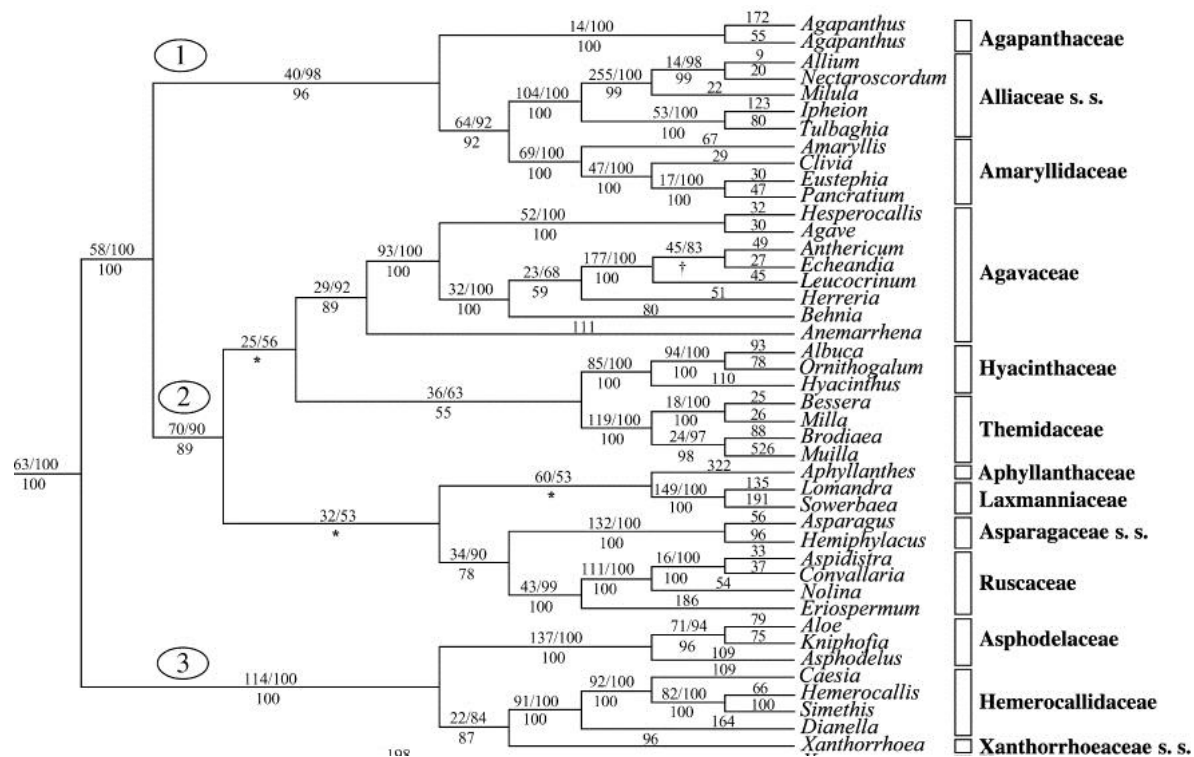 172
14/100
Agapanthus
100
55
Agapanthus
Agapanthaceae
1
40/98
96
14/98
9
Allium
255/100
99
20
Nectaroscordum
104/100
99
22
Milula
Alliaceae s. s.
100
53/100
123
Ipheion
64/92
100
80
Tulbaghia
92
67
Amaryllis
69/100
29
Clivia
100
47/100
17/100
30
Eustephia
Amaryllidaceae
100
100
47
Pancratium
52/100
32
Hesperocallis
100
30
Agave
58/100
93/100
45/83
49
Anthericum
100
100
177/100
†
27
Echeandia
23/68
100
45
Leucocrinum
Agavaceae
29/92
32/100
59
51
Herreria
89
100
80
Behnia
111
Anemarrhena
25/56
*
94/100
93
Albuca
85/100
100
78
Ornithogalum
Hyacinthaceae
2
36/63
100
110
Hyacinthus
55
18/100
25
Bessera
70/90
119/100
100
26
Milla
89
100
24/97
88
Brodiaea
Themidaceae
98
526
Muilla
63/100
60/53
322
Aphyllanthes
Aphyllanthaceae
100
*
149/100
135
Lomandra
100
191
Sowerbaea
Laxmanniaceae
32/53
*
132/100
56
Asparagus
100
96
Hemiphylacus
Asparagaceae s. s.
34/90
16/100
33
Aspidistra
78
111/100
100
37
Convallaria
43/99
100
54
Nolina
Ruscaceae
100
186
Eriospermum
71/94
79
Aloe
137/100
96
75
Kniphofia
Asphodelaceae
3
100
109
Asphodelus
114/100
109
Caesia
100
92/100
82/100
66
Hemerocallis
91/100
100
100
100
Simethis
Hemerocallidaceae
22/84
100
164
Dianella
87
96
Xanthorrhoea
Xanthorrhoeaceae s. s.
198